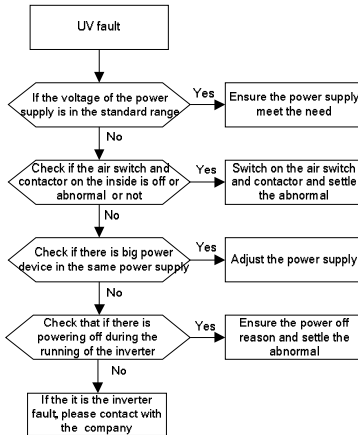 UV fault
If the voltage of the power
supply is in the standard range
Yes
Ensure the power supply
meet the need
No
Check if the air switch and
contactor on the inside is off or
abnormal or not
Yes
Switch on the air switch
and contactor and settle
the abnormal
No
Check if there is big power
device in the same power supply
Yes
Adjust the power supply
No
Check that if there is
powering off during the
running of the inverter
Yes
Ensure the power off
reason and settle the
abnormal
No
If the it is the inverter
fault, please contact with
the company